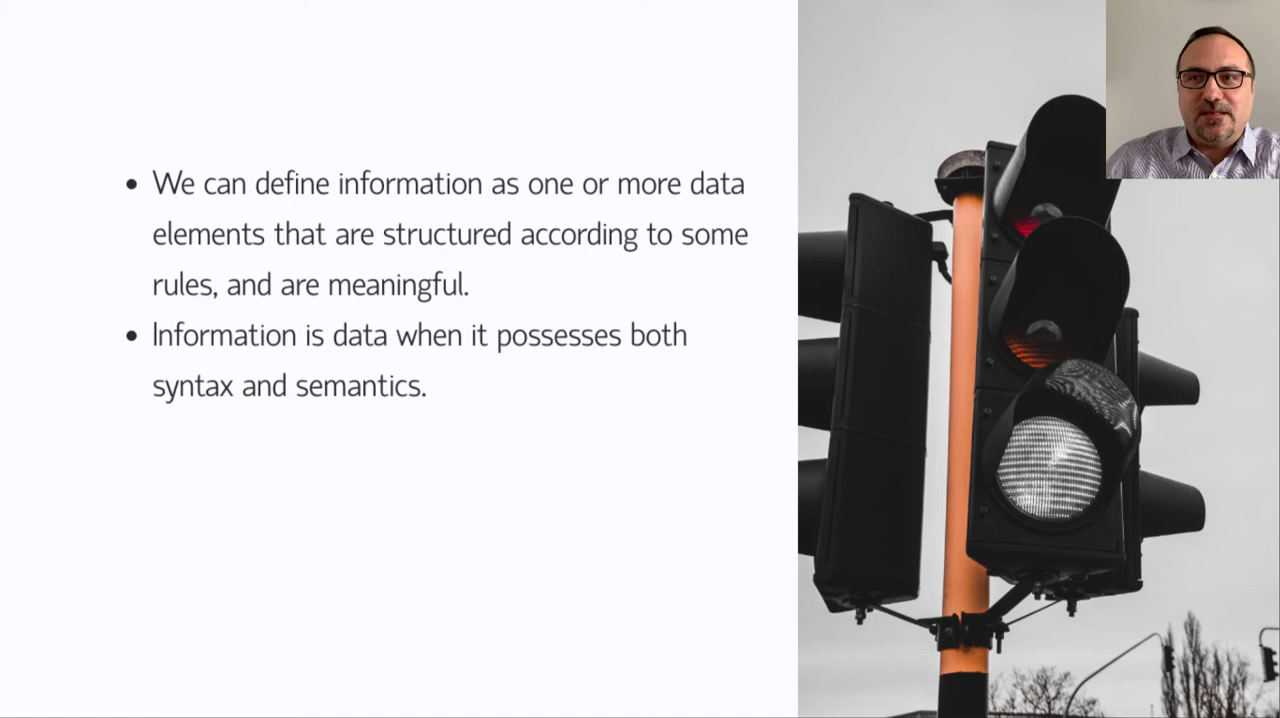 • We can define information as one or more data
elements that are structured according to some
rules, and are meaningful.
• Information is data when it possesses both
syntax and semantics.